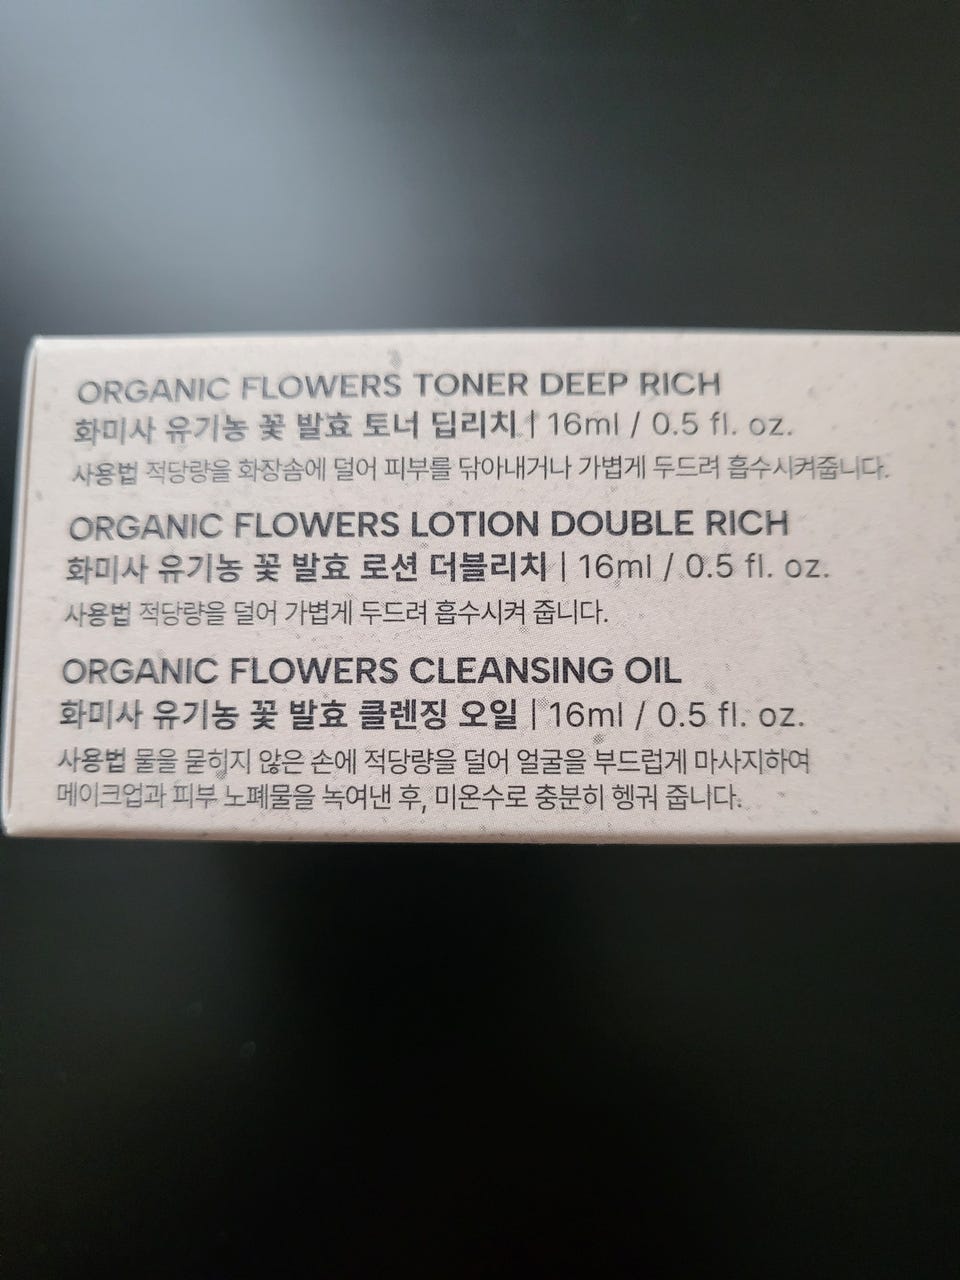 ORGANIC FLOWERS TONER DEEP RICH
화미사 유기농 꽃 발효 토너 딥리치 | 16ml / 0.5 fl. oz.
사용법 적당량을 화장솜에 덜어 피부를 닦아내거나 가볍게 두드려 흡수시켜줍니다.
ORGANIC FLOWERS LOTION DOUBLE RICH
화미사 유기농 꽃 발효 로션 더블리치 | 16ml / 0.5 fl. oz.
사용법 적당량을 덜어 가볍게 두드려 흡수시켜 줍니다.
ORGANIC FLOWERS CLEANSING OIL
화미사 유기농 꽃 발효 클렌징 오일 | 16ml / 0.5 fl. oz.
사용법 물을 묻히지 않은 손에 적당량을 덜어 얼굴을 부드럽게 마사지하여
메이크업과 피부 노폐물을 녹여낸 후, 미온수로 충분히 헹궈 줍니다.